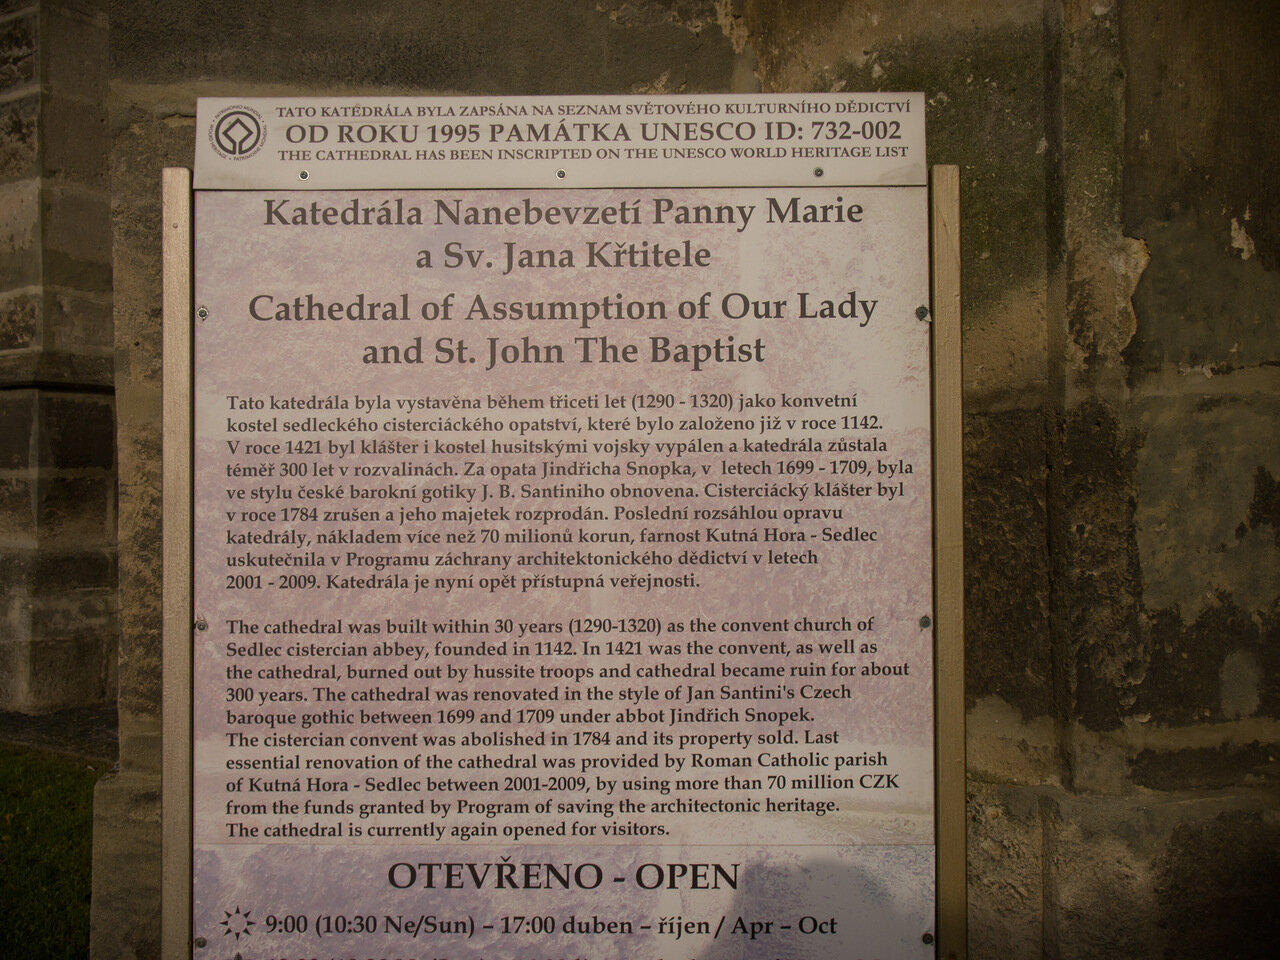 TATO KATEDRÁLA BYLA ZAPSÁNA NA SEZNAM SVĚTOVÉHO KULTURNÍHO DĚDICTVÍ
OD ROKU 1995 PAMÁTKA UNESCO ID: 732-002
THE CATHEDRAL HAS BEEN INSCRIPTED ON THE UNESCO WORLD HERITAGE LIST
Katedrála Nanebevzetí Panny Marie
a Sv. Jana Křtitele
Cathedral of Assumption of Our Lady
and St. John The Baptist
Tato katedrála byla vystavěna během třiceti let (1290 - 1320) jako konvetní
kostel sedleckého cisterciáckého opatství, které bylo založeno již v roce 1142.
V roce 1421 byl klášter i kostel husitskými vojsky vypálen a katedrála zůstala
téměř 300 let v rozvalinách. Za opata Jindřicha Snopka, v letech 1699 - 1709, byla
ve stylu české barokní gotiky J. B. Santiniho obnovena. Cisterciácký klášter byl
v roce 1784 zrušen a jeho majetek rozprodán. Poslední rozsáhlou opravu
katedrály, nákladem více než 70 milionů korun, farnost Kutná Hora - Sedlec
uskutečnila v Programu záchrany architektonického dědictví v letech
2001 - 2009. Katedrála je nyní opět přístupná veřejnosti.
The cathedral was built within 30 years (1290-1320) as the convent church of
Sedlec cistercian abbey, founded in 1142. In 1421 was the convent, as well as
the cathedral, burned out by hussite troops and cathedral became ruin for about
300 years. The cathedral was renovated in the style of Jan Santini's Czech
baroque gothic between 1699 and 1709 under abbot Jindřich Snopek.
The cistercian convent was abolished in 1784 and its property sold. Last
essential renovation of the cathedral was provided by Roman Catholic parish
of Kutná Hora - Sedlec between 2001-2009, by using more than 70 million CZK
from the funds granted by Program of saving the architectonic heritage.
The cathedral is currently again opened for visitors.
OTEVŘENO - OPEN
9:00 (10:30 Ne/Sun) – 17:00 duben – říjen / Apr – Oct